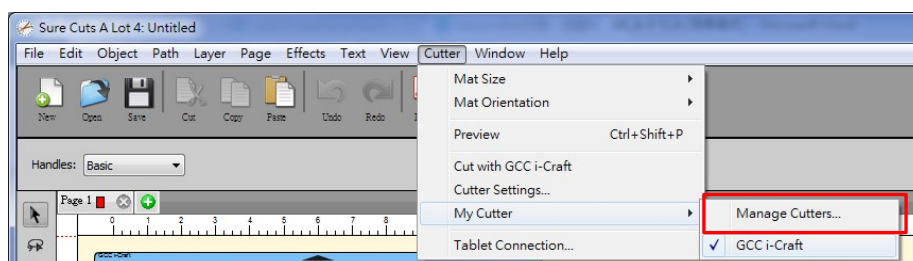 Sure Cuts A Lot 4: Untitled
File Edit Object Path Layer Page Effects Text View Cutter Window Help
New Open Save Cut Copy Paste Undo Redo
Mat Size
Mat Orientation
Preview Ctrl+Shift+P
Cut with GCC i-Craft
Cutter Settings...
My Cutter
Tablet Connection...
Manage Cutters...
✓ GCC i-Craft
Handles: Basic
Page 1
0 1 2 3 4 5 6 7 8
GCC i-Craft